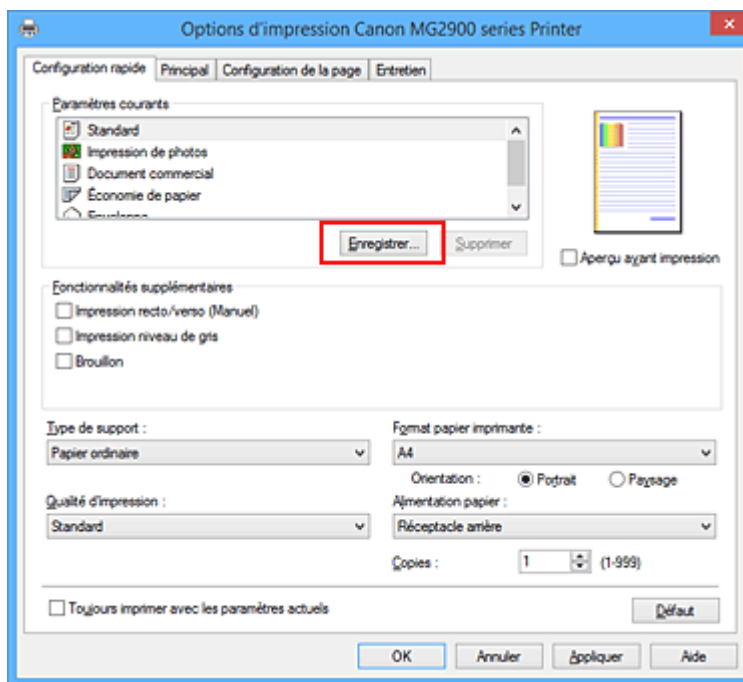 Options d'impression Canon MG2900 series Printer
Configuration rapide Principal Configuration de la page Entretien
Paramètres courants
Standard
Impression de photos
Document commercial
Économie de papier
Enregistrer... Supprimer
Aperçu avant impression
Fonctionnalités supplémentaires
Impression recto/verso (Manuel)
Impression niveau de gris
Brouillon
Type de support :
Papier ordinaire
Format papier imprimante :
A4
Orientation : Portrait Paysage
Qualité d'impression :
Standard
Alimentation papier :
Réceptacle arrière
Copies : 1 (1-999)
Toujours imprimer avec les paramètres actuels
Défaut
OK Annuler Appliquer Aide